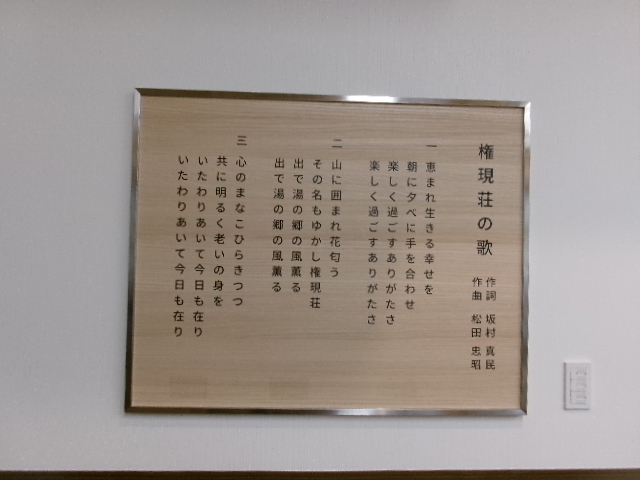 権現荘の歌
作詞 坂村 真民
作曲 松田 忠昭
一 恵まれ生きる幸せを
朝に夕べに手を合わせ
楽しく過ごすありがたさ
楽しく過ごすありがたさ
二 山に囲まれ花匂う
その名もゆかし権現荘
出で湯の郷の風薫る
出で湯の郷の風薫る
三 心のまなこひらきつつ
共に明るく老いの身を
いたわりあいて今日も在り
いたわりあいて今日も在り